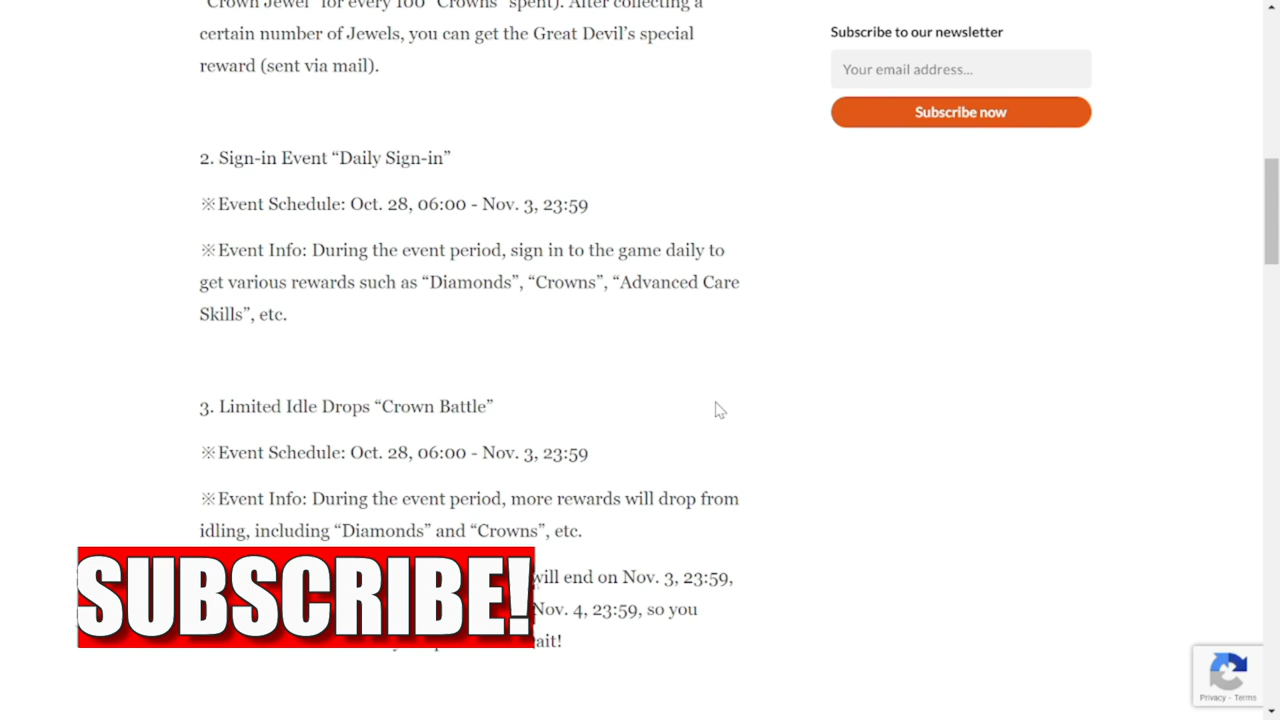 "Crown Jewel" for every 100 "Crowns" spent). After collecting a
certain number of Jewels, you can get the Great Devil's special
reward (sent via mail).
2. Sign-in Event “Daily Sign-in”
※Event Schedule: Oct. 28, 06:00 - Nov. 3, 23:59
※Event Info: During the event period, sign in to the game daily to
get various rewards such as “Diamonds”, “Crowns”, “Advanced Care
Skills”, etc.
3. Limited Idle Drops “Crown Battle”
※Event Schedule: Oct. 28, 06:00 - Nov. 3, 23:59
※Event Info: During the event period, more rewards will drop from
idling, including “Diamonds” and “Crowns”, etc.
will end on Nov. 3, 23:59,
Nov. 4, 23:59, so you
ait!
SUBSCRIBE!
Subscribe to our newsletter
Your email address...
Subscribe now
Privacy - Terms